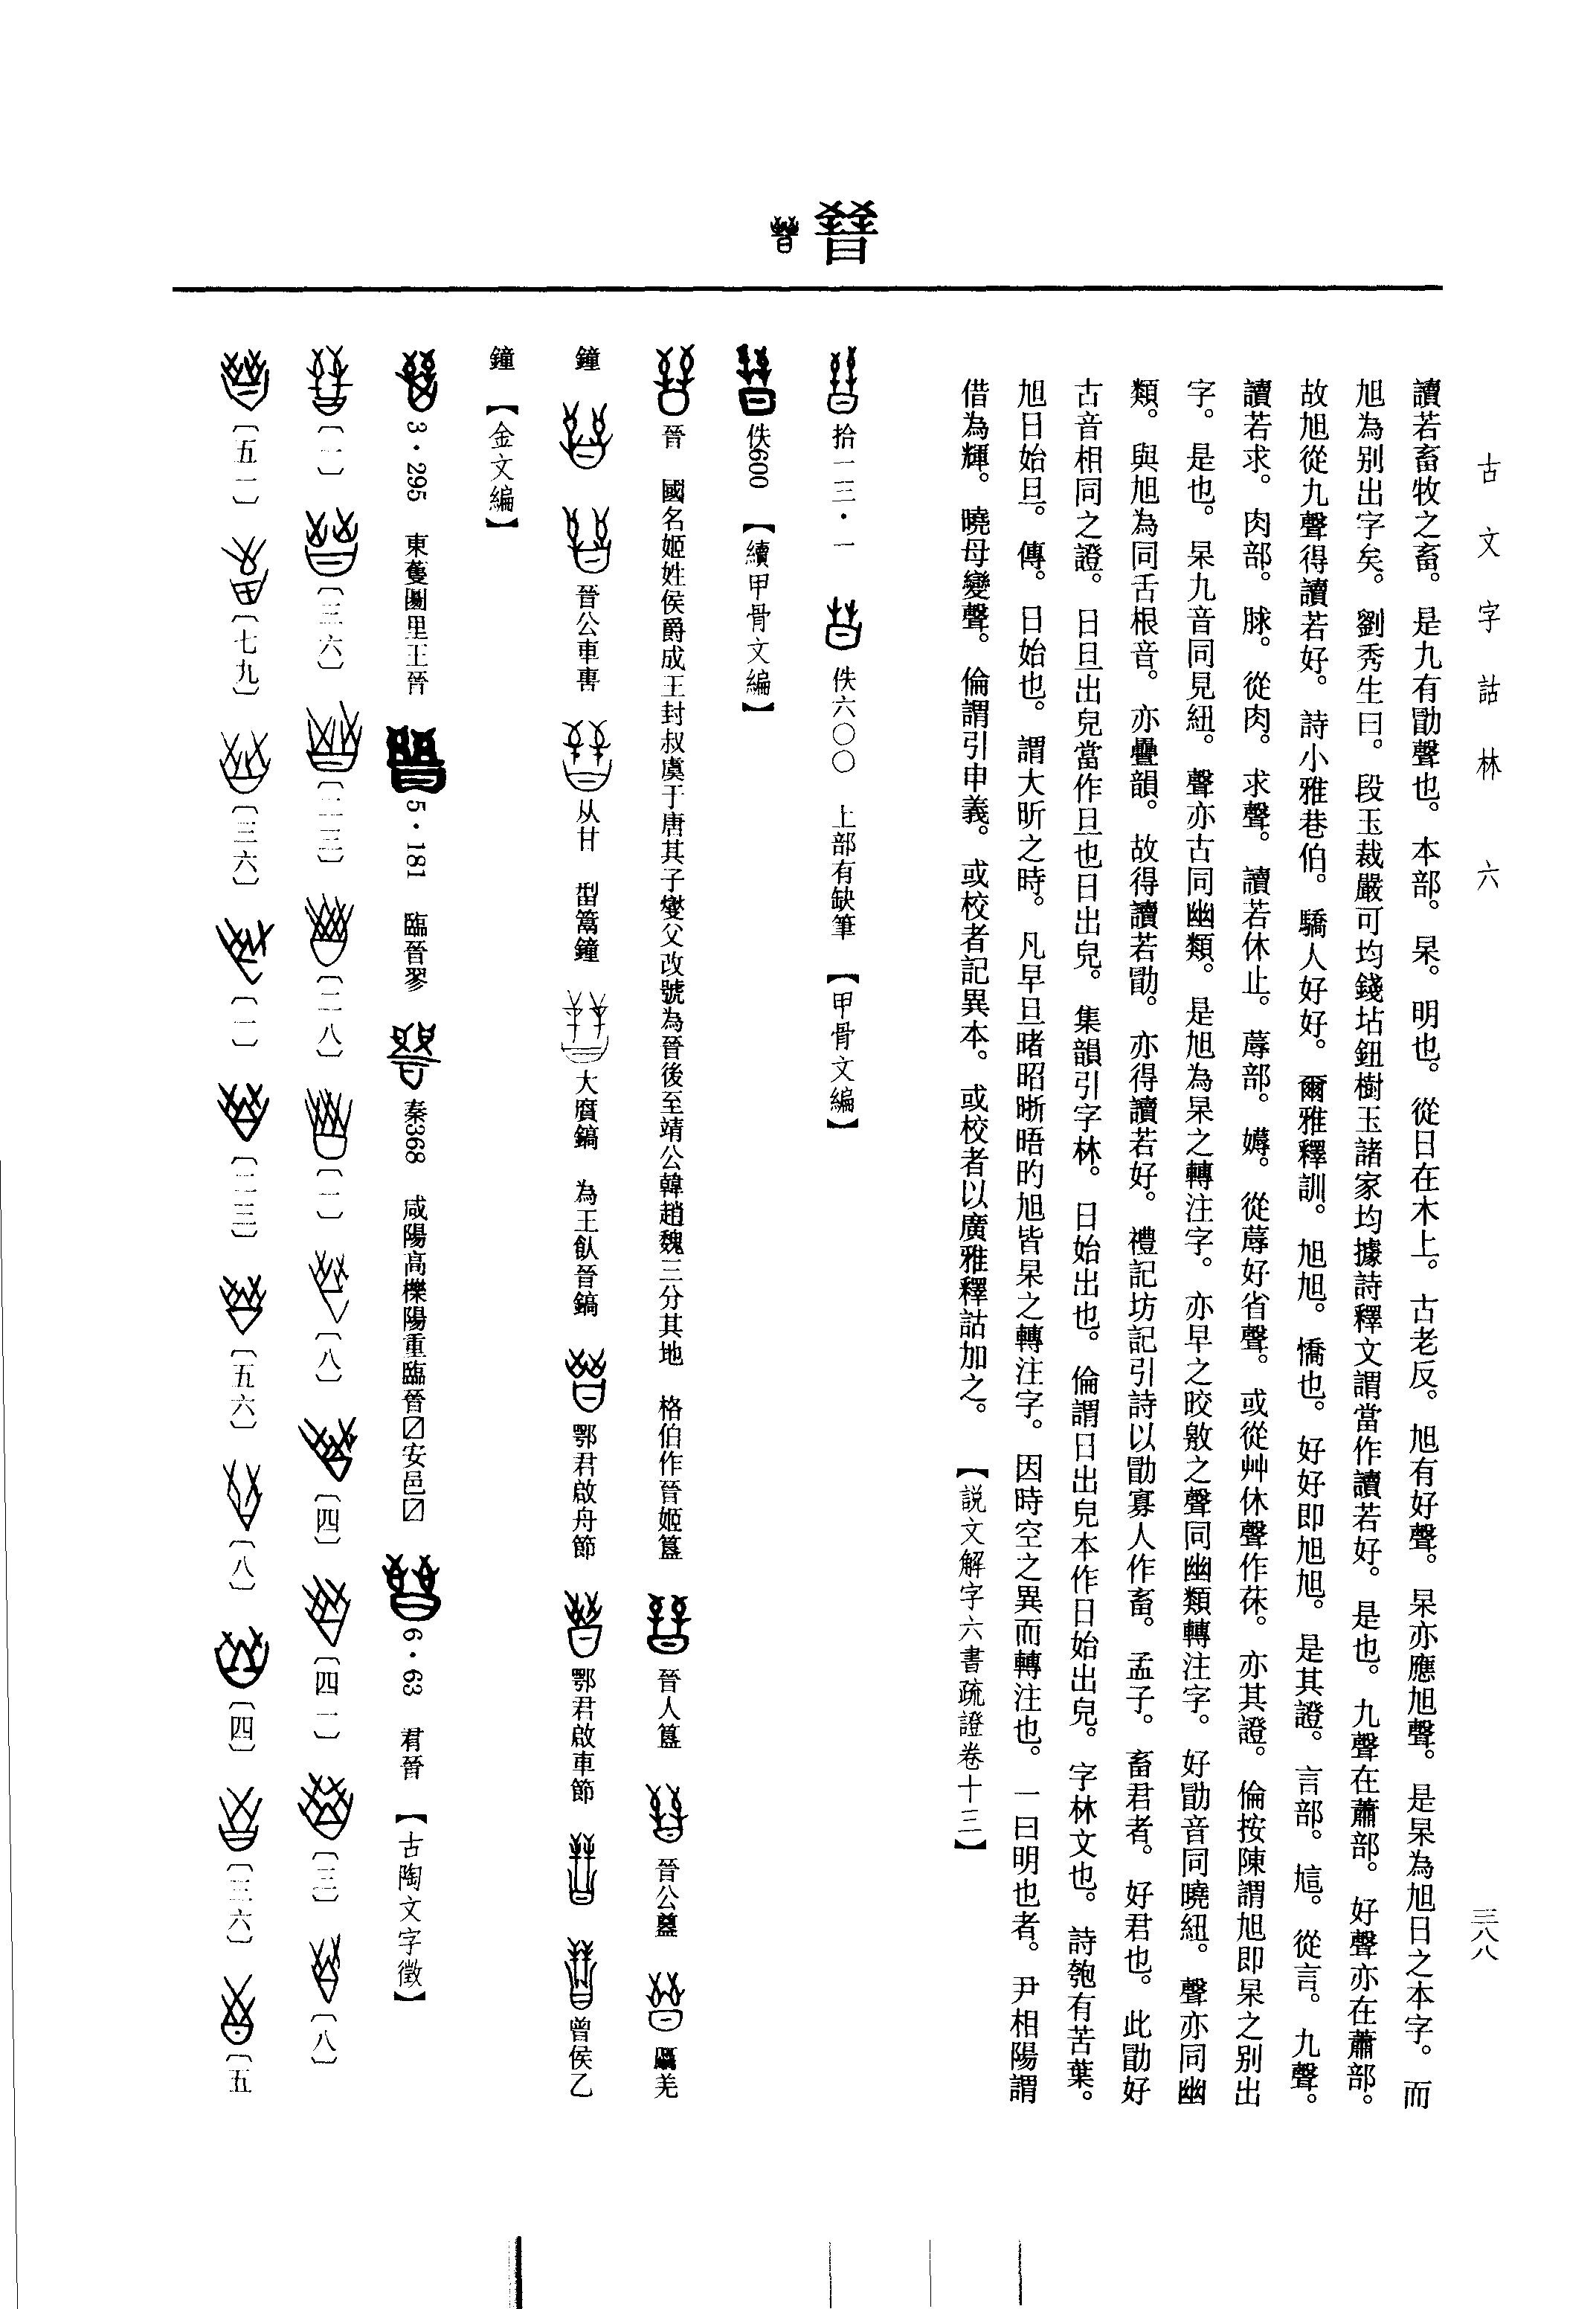 古文字詁林 六
三八八
讀若畜牧之畜。是九有勖聲也。本部。杲。明也。從日在木上。古老反。旭有好聲。杲亦應旭聲。是杲為旭日之本字。而
旭為別出字矣。劉秀生曰。段玉裁嚴可均錢坫鈕樹玉諸家均據詩釋文謂當作讀若好。是也。九聲在蕭部。好聲亦在蕭部。
故旭從九聲得讀若好。詩小雅巷伯。驕人好好。爾雅釋訓。旭旭。憍也。好好即旭旭。是其證。言部。訄。從言。九聲。
讀若求。肉部。脙。從肉。求聲。讀若休止。蓐部。薅。從蓐好省聲。或從艸休聲作茠。亦其證。倫按陳謂旭即杲之別出
字。是也。杲九音同見紐。聲亦古同幽類。是旭為杲之轉注字。亦早之晈皦之聲同幽類轉注字。好勖音同曉紐。聲亦同幽
類。與旭為同舌根音。亦疊韻。故得讀若勖。亦得讀若好。禮記坊記引詩以勖寡人作畜。孟子。畜君者。好君也。此勖好
古音相同之證。日旦出皃當作旦也日出皃。集韻引字林。日始出也。倫謂日出皃本作日始出皃。字林文也。詩匏有苦葉。
旭日始旦。傳。日始也。謂大昕之時。凡早旦睹昭晣晤昀旭皆杲之轉注字。因時空之異而轉注也。一曰明也者。尹相陽謂
借為輝。曉母變聲。倫謂引申義。或校者記異本。或校者以廣雅釋詁加之。【説文解字六書疏證卷十三】
晉
拾一三・一 佚六〇〇 上部有缺筆 【甲骨文編】
佚600 【續甲骨文編】
晉 國名姬姓侯爵成王封叔虞于唐其子燮父改號為晉後至靖公韓趙魏三分其地 格伯作晉姬簋 晉人簋 晉公𥂴 羌
鐘 晉公車害 从甘 型篙鐘 大𩵦鎬 為王飤晉鎬 鄂君啟舟節 鄂君啟車節 曾侯乙
鐘 【金文編】
3・295 東蒦圖里王晉 5・181 臨晉翏 秦368 咸陽高櫟陽重臨晉〼安邑〼 6・63 君晉 【古陶文字徵】
〔一〕 〔三六〕 〔二三〕 〔二八〕 〔一〕 〔八〕 〔四〕 〔四一〕 〔三〕 〔八〕
〔五一〕 〔七九〕 〔三六〕 〔一〕 〔二三〕 〔五六〕 〔八〕 〔四〕 〔三六〕 〔五